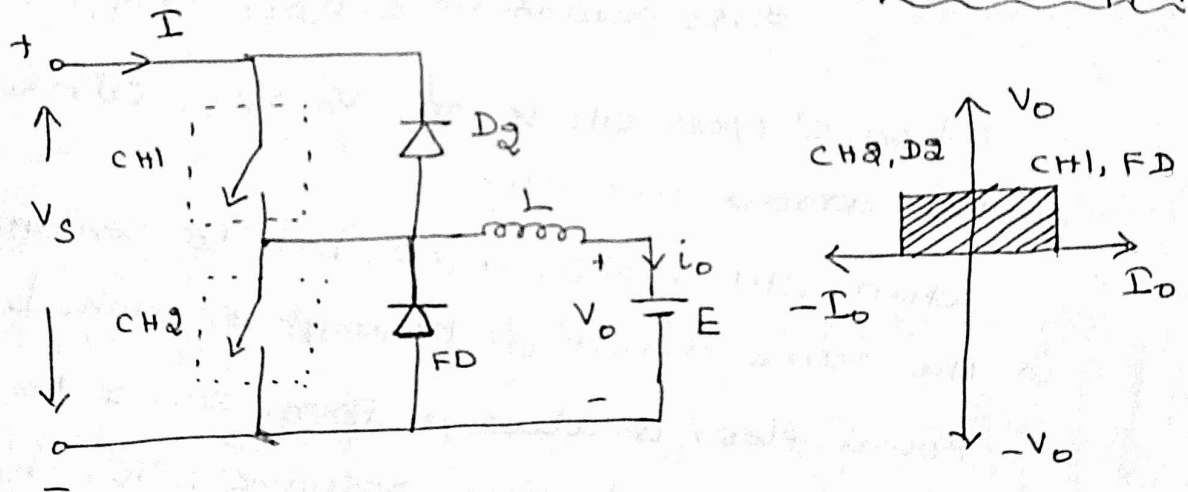 I
+
CH1
D2
Vs
L
+
io
Vo
E
CH2
FD
-
-
Vo
CH2, D2
CH1, FD
-Io
Io
-Vo